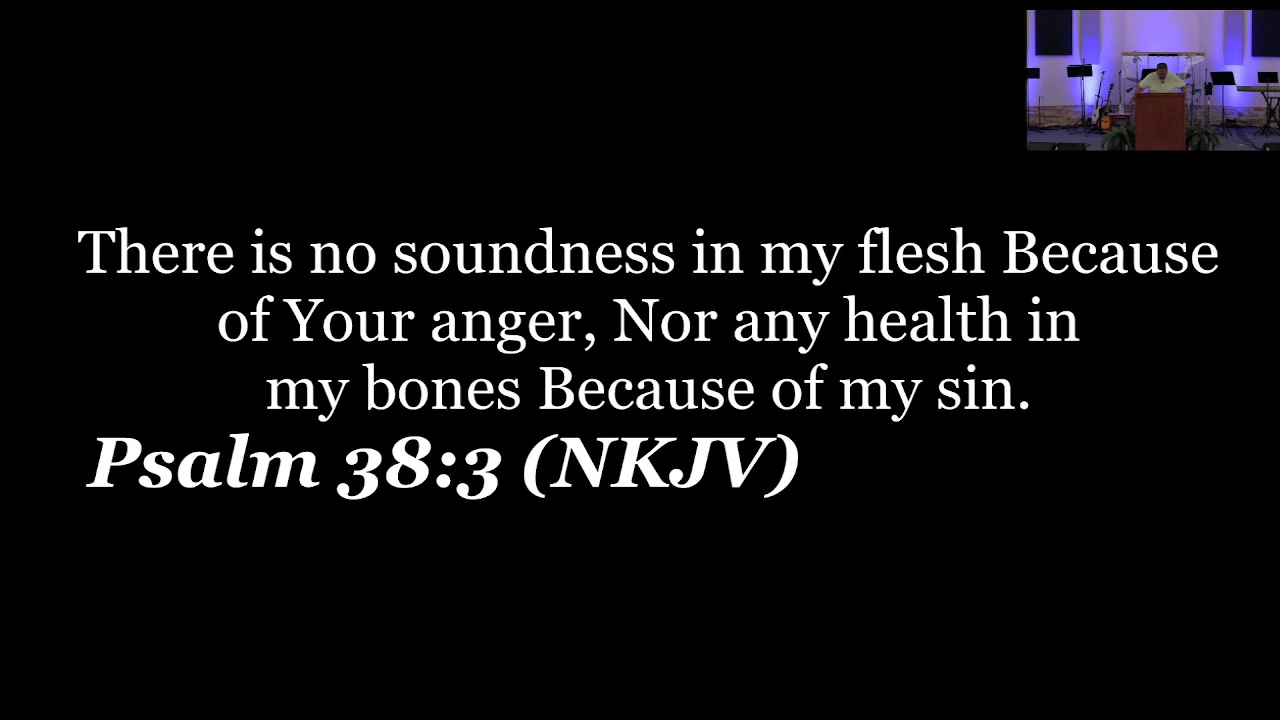 There is no soundness in my flesh Because
of Your anger, Nor any health in
my bones Because of my sin.
Psalm 38:3 (NKJV)